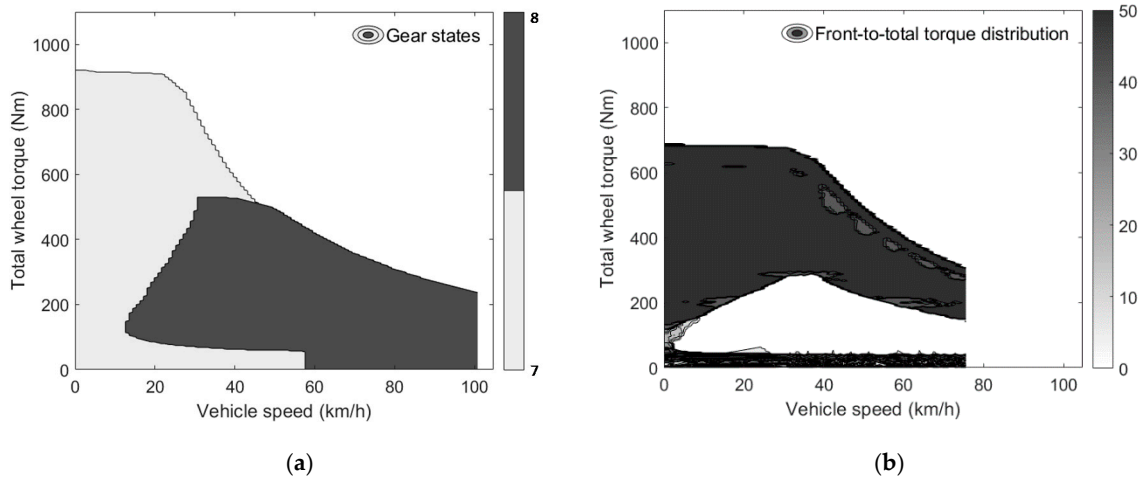 Gear states
8
7
1000
800
600
400
200
0
Total wheel torque (Nm)
0 20 40 60 80 100
Vehicle speed (km/h)
(a)
Front-to-total torque distribution
1000
800
600
400
200
0
Total wheel torque (Nm)
0 20 40 60 80 100
Vehicle speed (km/h)
50
40
30
20
10
0
(b)